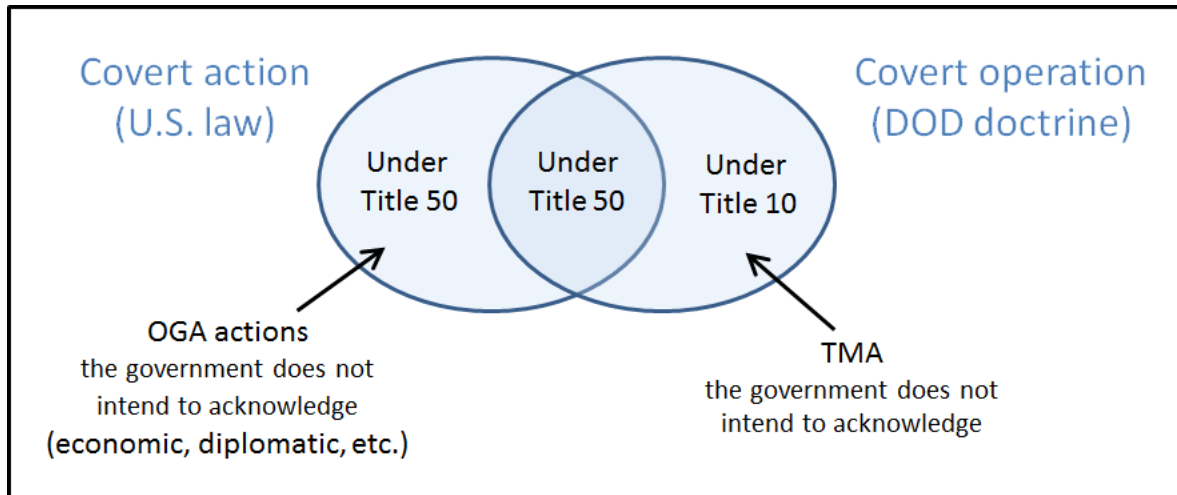 Covert action
(U.S. law)
Covert operation
(DOD doctrine)
Under
Title 50
Under
Title 50
Under
Title 10
OGA actions
the government does not
intend to acknowledge
(economic, diplomatic, etc.)
TMA
the government does not
intend to acknowledge